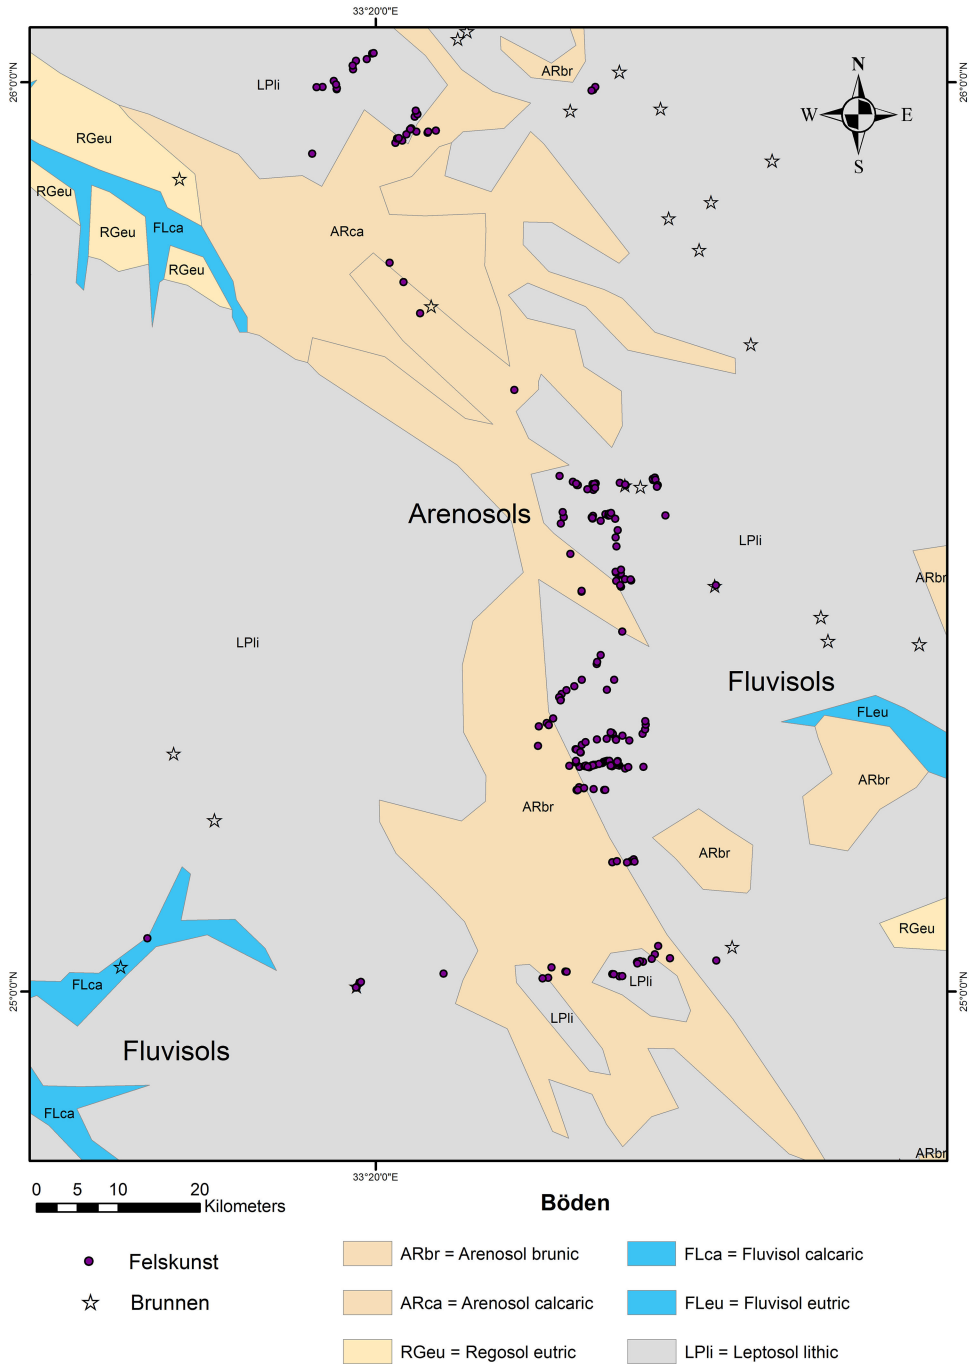 33°20'0"E
26°0'0"N
26°0'0"N
N
W
E
S
LPli
ARbr
RGeu
RGeu
RGeu
FLca
RGeu
ARca
Arenosols
LPli
ARbr
LPli
Fluvisols
FLeu
ARbr
ARbr
ARbr
RGeu
FLca
25°0'0"N
25°0'0"N
LPli
LPli
Fluvisols
FLca
ARbr
33°20'0"E
0 5 10 20
Kilometers
Böden
Felskunst
Brunnen
ARbr = Arenosol brunic
ARca = Arenosol calcaric
RGeu = Regosol eutric
FLca = Fluvisol calcaric
FLeu = Fluvisol eutric
LPli = Leptosol lithic